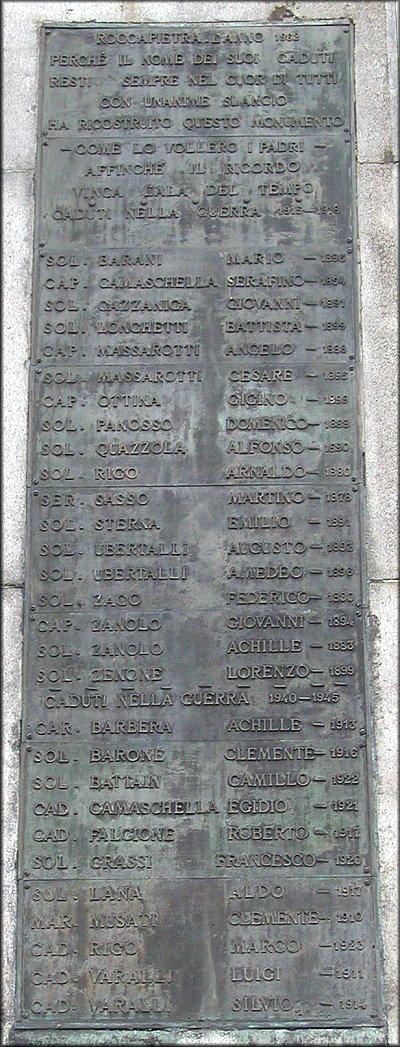 ROCCAPIETRA L'ANNO 1962
PERCHÉ IL NOME DEI SUOI CADUTI
RESTI SEMPRE NEL CUOR DI TUTTI
CON UNANIME SLANCIO
HA RICOSTRUITO QUESTO MONUMENTO
— COME LO VOLLERO I PADRI —
AFFINCHÉ IL RICORDO
VINCA L'ALA DEL TEMPO
CADUTI NELLA GUERRA 1915-1918
SOL. BARANI MARIO — 1896
CAP. CAMASCHELLA SERAFINO — 1894
SOL. GAZZANIGA GIOVANNI — 1891
SOL. LONGHETTI BATTISTA — 1899
CAP. MASSAROTTI ANGELO — 1888
SOL. MASSAROTTI CESARE — 1895
CAP. OTTINA GIGINO — 1899
SOL. PANOSSO DOMENICO — 1888
SOL. QUAZZOLA ALFONSO — 1890
SOL. RIGO ARNALDO — 1880
SER. SASSO MARTINO — 1878
SOL. STERNA EMILIO — 1891
SOL. UBERTALLI AUGUSTO — 1893
SOL. UBERTALLI AMEDEO — 1896
SOL. ZAGO FEDERICO — 1890
CAP. ZANOLO GIOVANNI — 1894
SOL. ZANOLO ACHILLE — 1883
SOL. ZENONE LORENZO — 1899
CADUTI NELLA GUERRA 1940-1945
CAR. BARBERA ACHILLE — 1913
SOL. BARONE CLEMENTE — 1916
SOL. BATTAIN CAMILLO — 1922
CAD. CAMASCHELLA EGIDIO — 1921
CAD. FALCIONE ROBERTO — 1917
SOL. GRASSI FRANCESCO — 1920
SOL. LANA ALDO — 1917
MAR. MUSATI CLEMENTE — 1910
CAD. RIGO MARCO — 1923
CAD. VARALLI LUIGI — 1911
CAD. VARALLI SILVIO — 1914